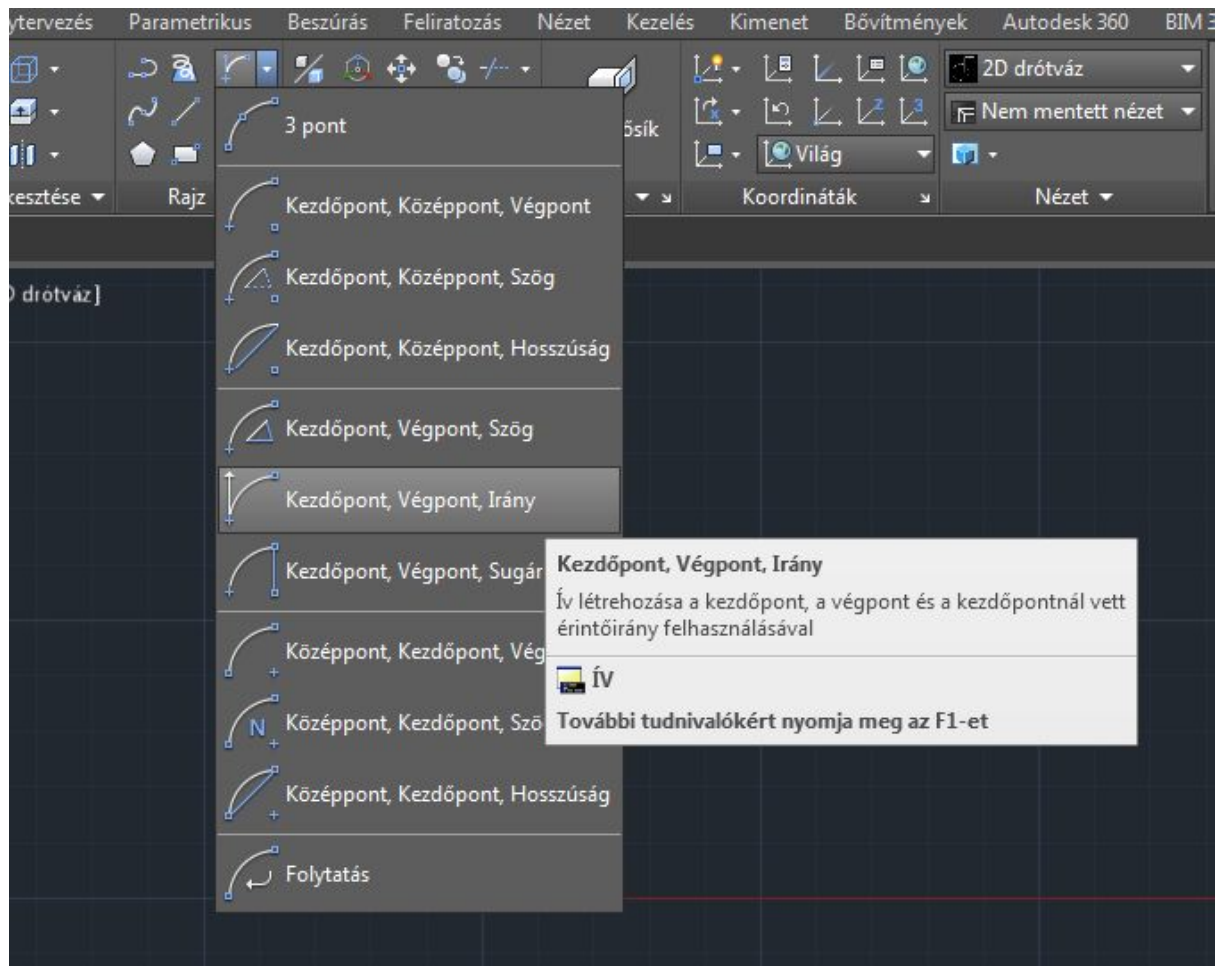 Parametrikus Beszúrás Feliratozás Nézet Kezelés Kimenet Bővítmények Autodesk 360 BIM 3
2D drótváz
Nem mentett nézet
Világ
Rajz
Koordináták
Nézet
drótváz]
3 pont
Kezdőpont, Középpont, Végpont
Kezdőpont, Középpont, Szög
Kezdőpont, Középpont, Hosszúság
Kezdőpont, Végpont, Szög
Kezdőpont, Végpont, Irány
Kezdőpont, Végpont, Sugár
Középpont, Kezdőpont, Vég
Középpont, Kezdőpont, Szö
Középpont, Kezdőpont, Hosszúság
Folytatás
Kezdőpont, Végpont, Irány
Ív létrehozása a kezdőpont, a végpont és a kezdőpontnál vett
érintőirány felhasználásával
ÍV
További tudnivalókért nyomja meg az F1-et